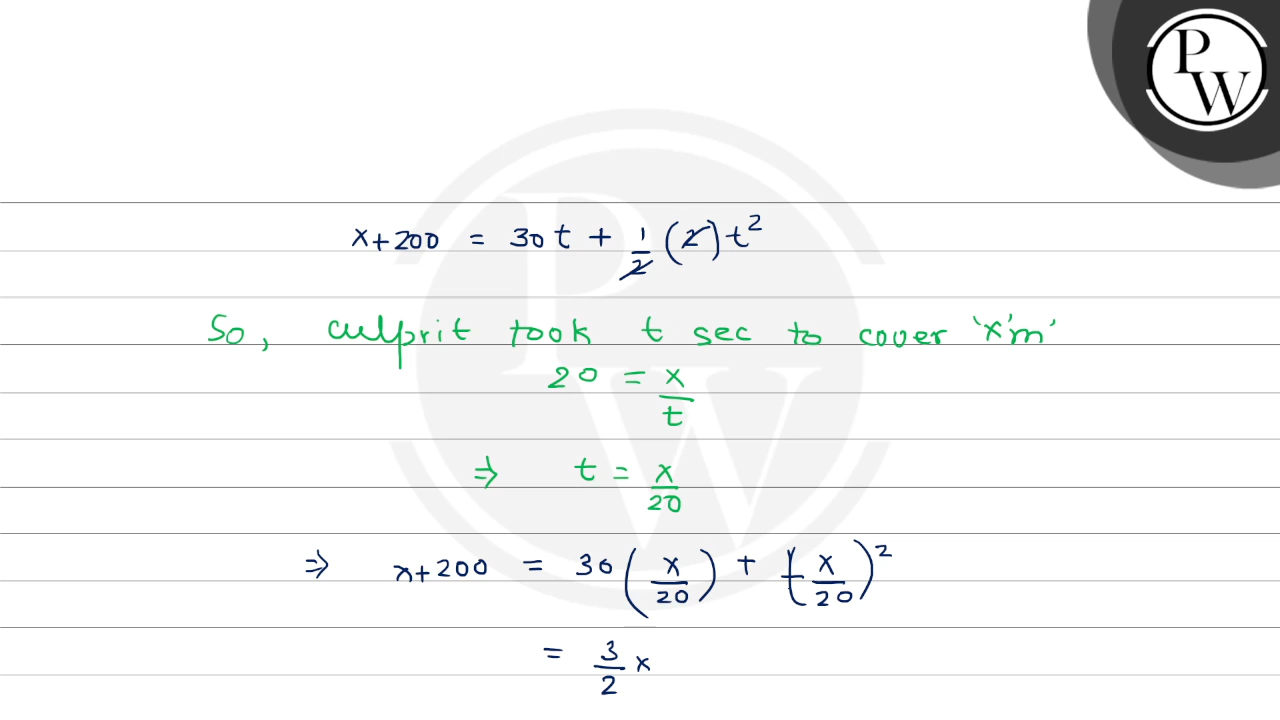 PW
x+200 = 30t + 1/2 (2)t²
So, culprit took t sec to cover 'x'm'
20 = x/t
⇒ t = x/20
⇒ x+200 = 30(x/20) + (x/20)²
= 3/2 x